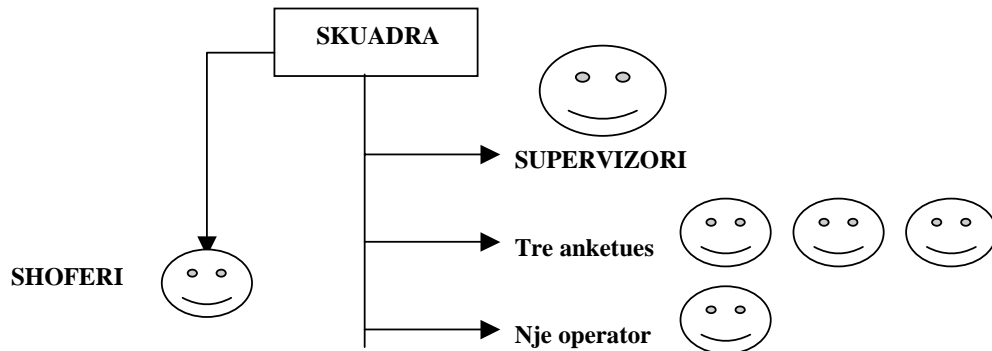 SKUADRA
SUPERVIZORI
Tre anketues
SHOFERI
Nje operator